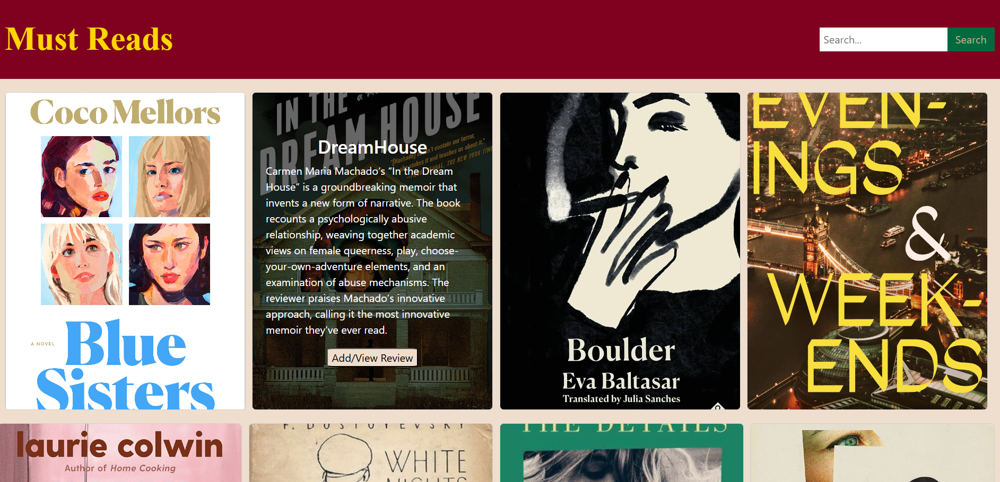 Must Reads
Search...
Search
Coco Mellors
A NOVEL
Blue
Sisters
IN THE
DREAM HOUSE
DreamHouse
Carmen Maria Machado’s “In the Dream
House” is a groundbreaking memoir that
invents a new form of narrative. The book
recounts a psychologically abusive
relationship, weaving together academic
views on female queerness, play, choose-
your-own-adventure elements, and an
examination of abuse mechanisms. The
reviewer praises Machado’s innovative
approach, calling it the most innovative
memoir they’ve ever read.
Add/View Review
Boulder
Eva Baltasar
Translated by Julia Sanches
EVEN-
INGS
&
WEEK-
ENDS
laurie colwin
Author of Home Cooking
F. DOSTOYEVSKY
WHITE
NIGHTS
THE DETAILS